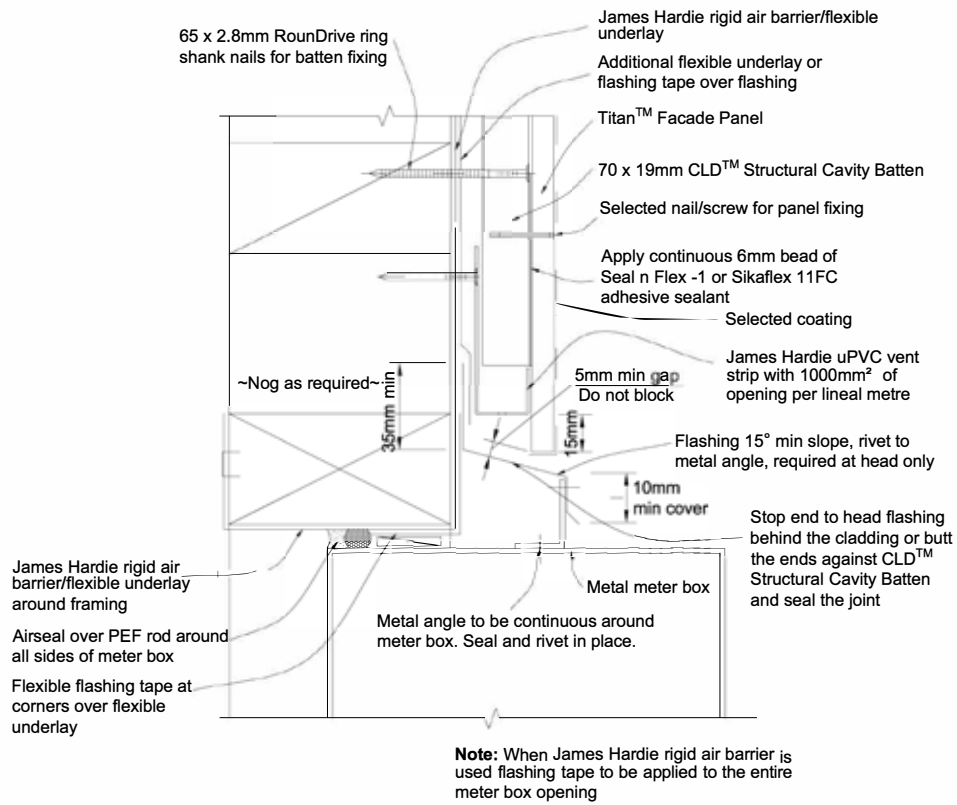 65 x 2.8mm RounDrive ring
shank nails for batten fixing
James Hardie rigid air barrier/flexible
underlay
Additional flexible underlay or
flashing tape over flashing
Titan™ Facade Panel
70 x 19mm CLD™ Structural Cavity Batten
Selected nail/screw for panel fixing
Apply continuous 6mm bead of
Seal n Flex -1 or Sikaflex 11FC
adhesive sealant
Selected coating
James Hardie uPVC vent
strip with 1000mm² of
opening per lineal metre
~Nog as required~
35mm min
5mm min gap
Do not block
15mm
Flashing 15° min slope, rivet to
metal angle, required at head only
10mm
min cover
Stop end to head flashing
behind the cladding or butt
the ends against CLD™
Structural Cavity Batten
and seal the joint
James Hardie rigid air
barrier/flexible underlay
around framing
Airseal over PEF rod around
all sides of meter box
Flexible flashing tape at
corners over flexible
underlay
Metal meter box
Metal angle to be continuous around
meter box. Seal and rivet in place.
Note: When James Hardie rigid air barrier is
used flashing tape to be applied to the entire
meter box opening